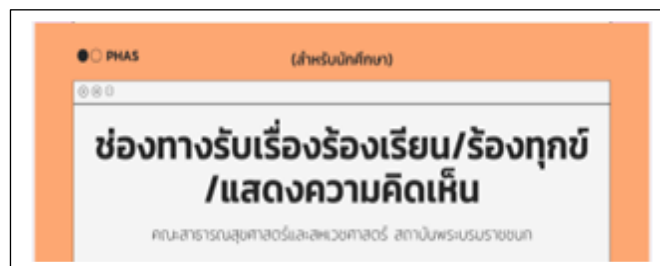 PHAS
(สำหรับนักศึกษา)
ช่องทางรับเรื่องร้องเรียน/ร้องทุกข์
/แสดงความคิดเห็น
คณะสาธารณสุขศาสตร์และสหเวชศาสตร์ สถาบันพระบรมราชชนก